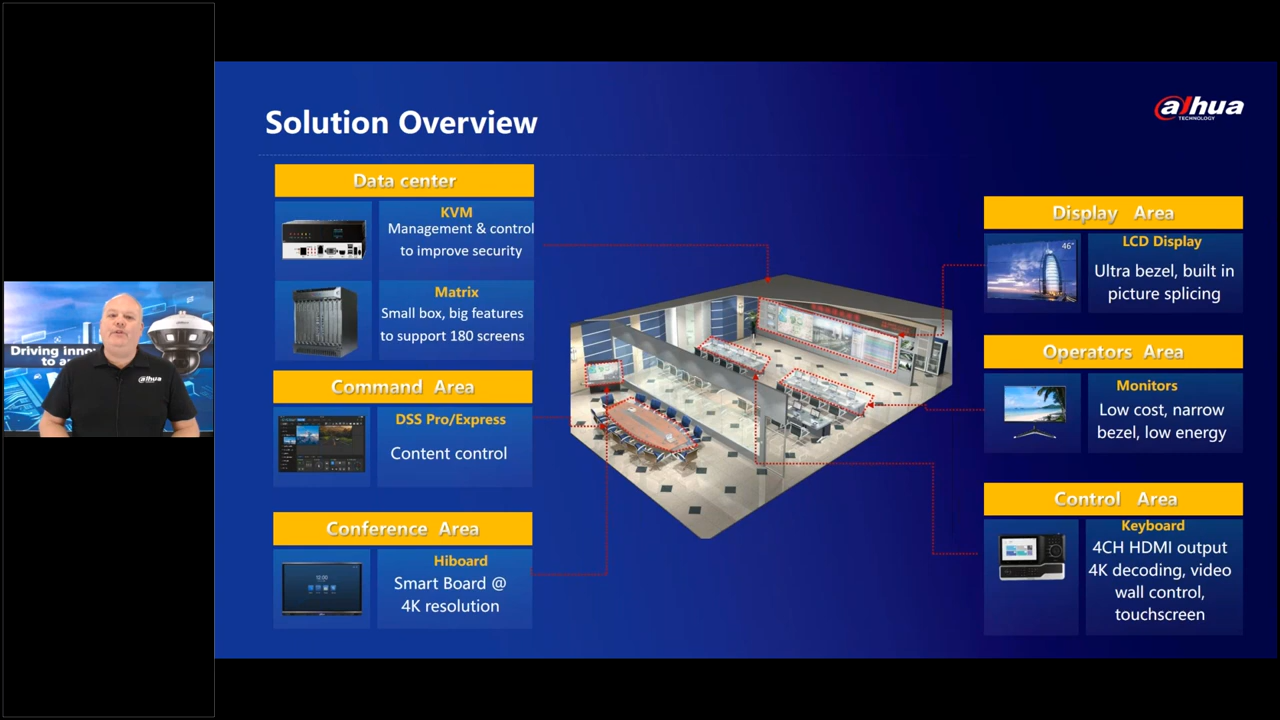 Solution Overview
alhua
TECHNOLOGY
Data center
KVM
Management & control
to improve security
Matrix
Small box, big features
to support 180 screens
Command Area
DSS Pro/Express
Content control
Conference Area
12:00
Hiboard
Smart Board @
4K resolution
Display Area
46"
LCD Display
Ultra bezel, built in
picture splicing
Operators Area
Monitors
Low cost, narrow
bezel, low energy
Control Area
Keyboard
4CH HDMI output
4K decoding, video
wall control,
touchscreen
Driving inno
to a
alhua